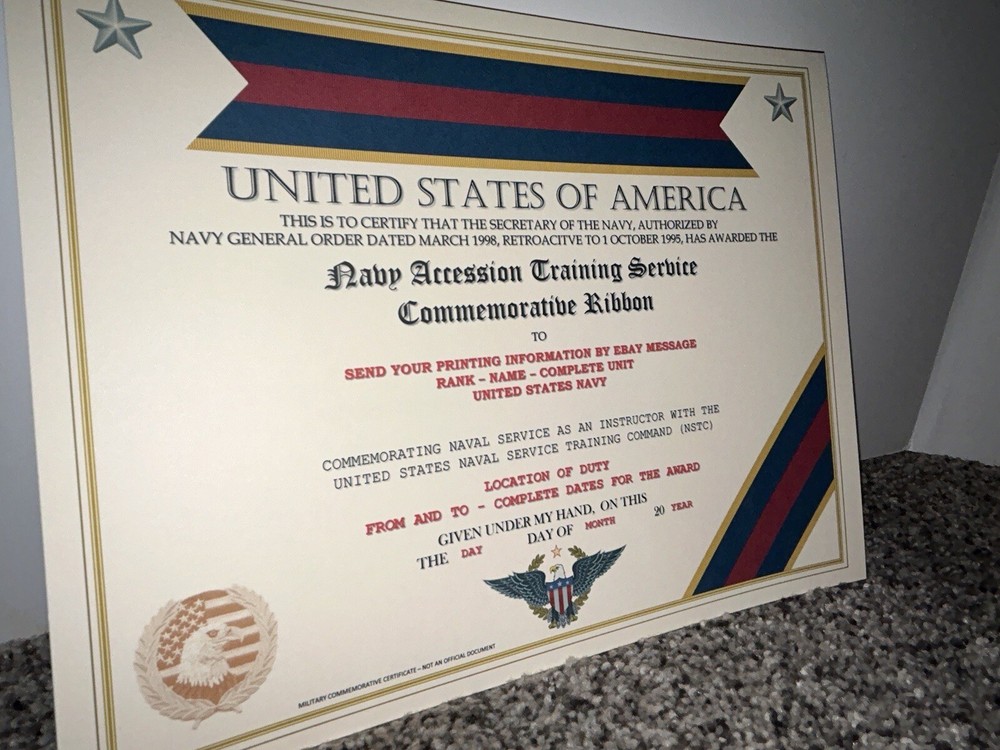 UNITED STATES OF AMERICA
THIS IS TO CERTIFY THAT THE SECRETARY OF THE NAVY, AUTHORIZED BY
NAVY GENERAL ORDER DATED MARCH 1998, RETROACITVE TO 1 OCTOBER 1995, HAS AWARDED THE
Navy Accession Training Service
Commemorative Ribbon
TO
SEND YOUR PRINTING INFORMATION BY EBAY MESSAGE
RANK – NAME – COMPLETE UNIT
UNITED STATES NAVY
COMMEMORATING NAVAL SERVICE AS AN INSTRUCTOR WITH THE
UNITED STATES NAVAL SERVICE TRAINING COMMAND (NSTC)
LOCATION OF DUTY
FROM AND TO – COMPLETE DATES FOR THE AWARD
GIVEN UNDER MY HAND, ON THIS
THE DAY DAY OF MONTH 20 YEAR
MILITARY COMMEMORATIVE CERTIFICATE – NOT AN OFFICIAL DOCUMENT